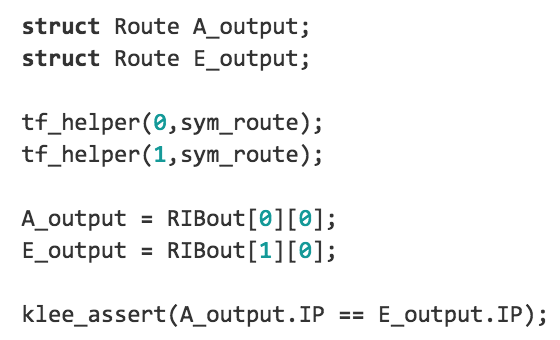 struct Route A_output;
struct Route E_output;
tf_helper(0,sym_route);
tf_helper(1,sym_route);
A_output = RIBout[0][0];
E_output = RIBout[1][0];
klee_assert(A_output.IP == E_output.IP);